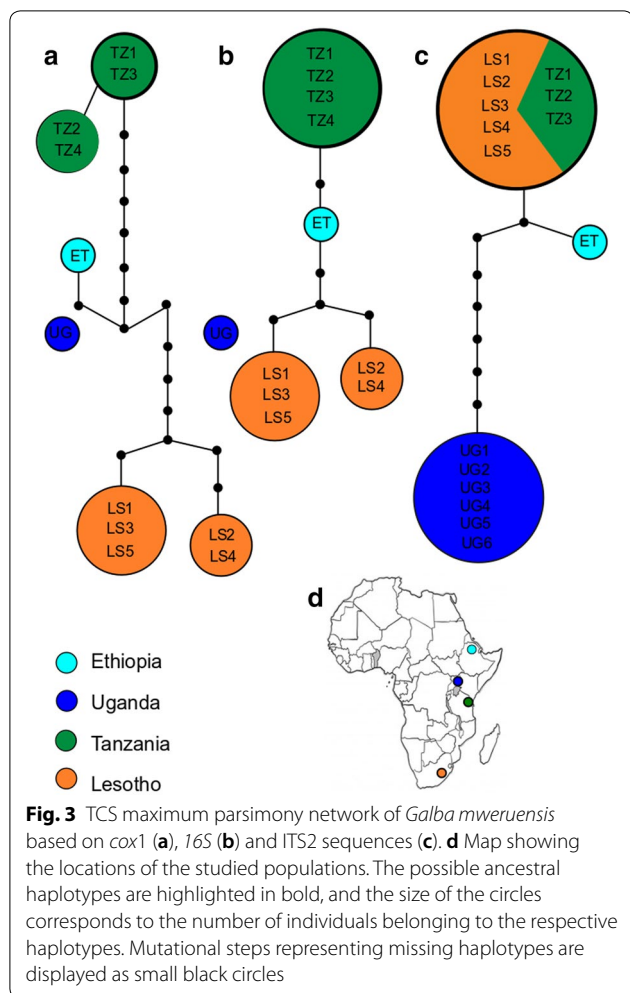 a
TZ1
TZ3
TZ2
TZ4
ET
UG
LS1
LS3
LS5
LS2
LS4
b
TZ1
TZ2
TZ3
TZ4
ET
UG
LS1
LS3
LS5
LS2
LS4
c
LS1
LS2
LS3
LS4
LS5
TZ1
TZ2
TZ3
ET
UG1
UG2
UG3
UG4
UG5
UG6
d
Ethiopia
Uganda
Tanzania
Lesotho
Fig. 3 TCS maximum parsimony network of Galba mweruensis
based on cox1 (a), 16S (b) and ITS2 sequences (c). d Map showing
the locations of the studied populations. The possible ancestral
haplotypes are highlighted in bold, and the size of the circles
corresponds to the number of individuals belonging to the respective
haplotypes. Mutational steps representing missing haplotypes are
displayed as small black circles